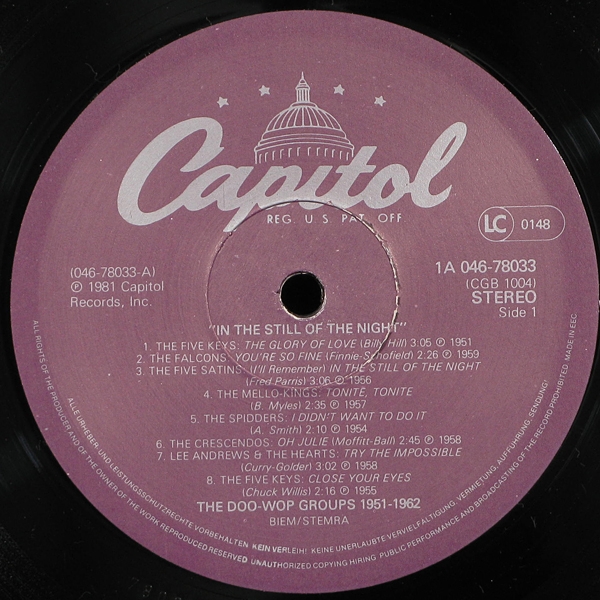 Capitol
REG. U.S. PAT. OFF.
LC 0148
(046-78033-A)
℗ 1981 Capitol
Records, Inc.
1A 046-78033
(CGB 1004)
STEREO
Side 1
"IN THE STILL OF THE NIGHT"
1. THE FIVE KEYS: THE GLORY OF LOVE (Billy Hill) 3:05 ℗ 1951
2. THE FALCONS: YOU'RE SO FINE (Finnie-Schofield) 2:26 ℗ 1959
3. THE FIVE SATINS: (I'll Remember) IN THE STILL OF THE NIGHT
(Fred Parris) 3:06 ℗ 1956
4. THE MELLO-KINGS: TONITE, TONITE
(B. Myles) 2:35 ℗ 1957
5. THE SPIDDERS: I DIDN'T WANT TO DO IT
(A. Smith) 2:10 ℗ 1954
6. THE CRESCENDOS: OH JULIE (Moffitt-Ball) 2:45 ℗ 1958
7. LEE ANDREWS & THE HEARTS: TRY THE IMPOSSIBLE
(Curry-Golder) 3:02 ℗ 1958
8. THE FIVE KEYS: CLOSE YOUR EYES
(Chuck Willis) 2:16 ℗ 1955
THE DOO-WOP GROUPS 1951-1962
BIEM/STEMRA
ALLE URHEBER- UND LEISTUNGSSCHUTZRECHTE VORBEHALTEN. KEIN VERLEIH! KEINE UNERLAUBTE VERVIELFÄLTIGUNG, VERMIETUNG, AUFFÜHRUNG, SENDUNG!
ALL RIGHTS OF THE PRODUCER AND OF THE OWNER OF THE WORK REPRODUCED RESERVED. UNAUTHORIZED COPYING HIRING. PUBLIC PERFORMANCE AND BROADCASTING OF THE RECORD PROHIBITED. MADE IN EEC